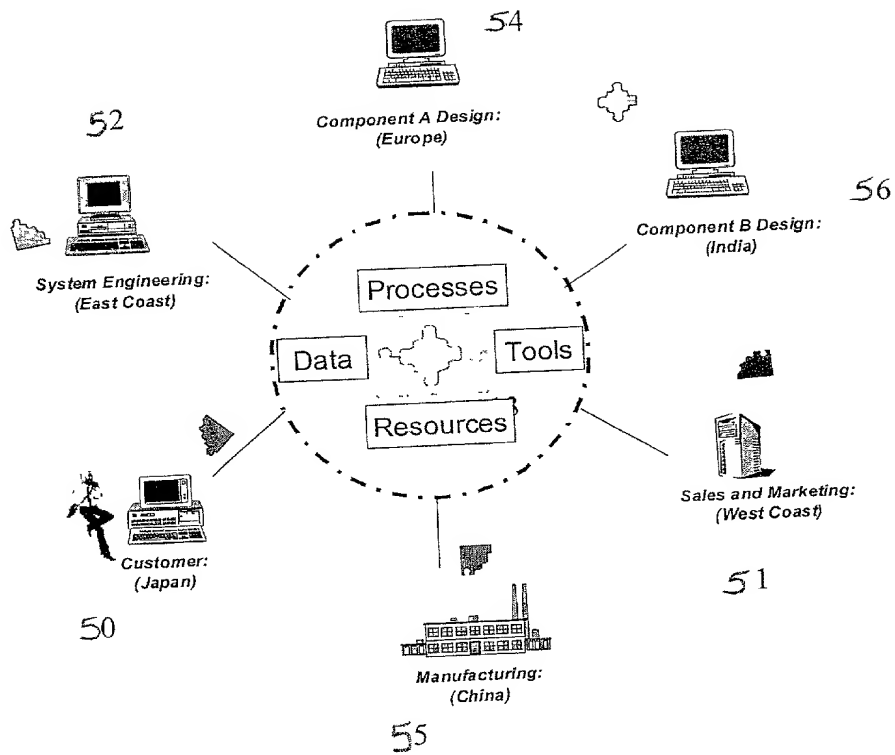 54
Component A Design:
(Europe)
52
56
Component B Design:
(India)
System Engineering:
(East Coast)
Processes
Data
Tools
Resources
Sales and Marketing:
(West Coast)
51
Customer:
(Japan)
50
Manufacturing:
(China)
55